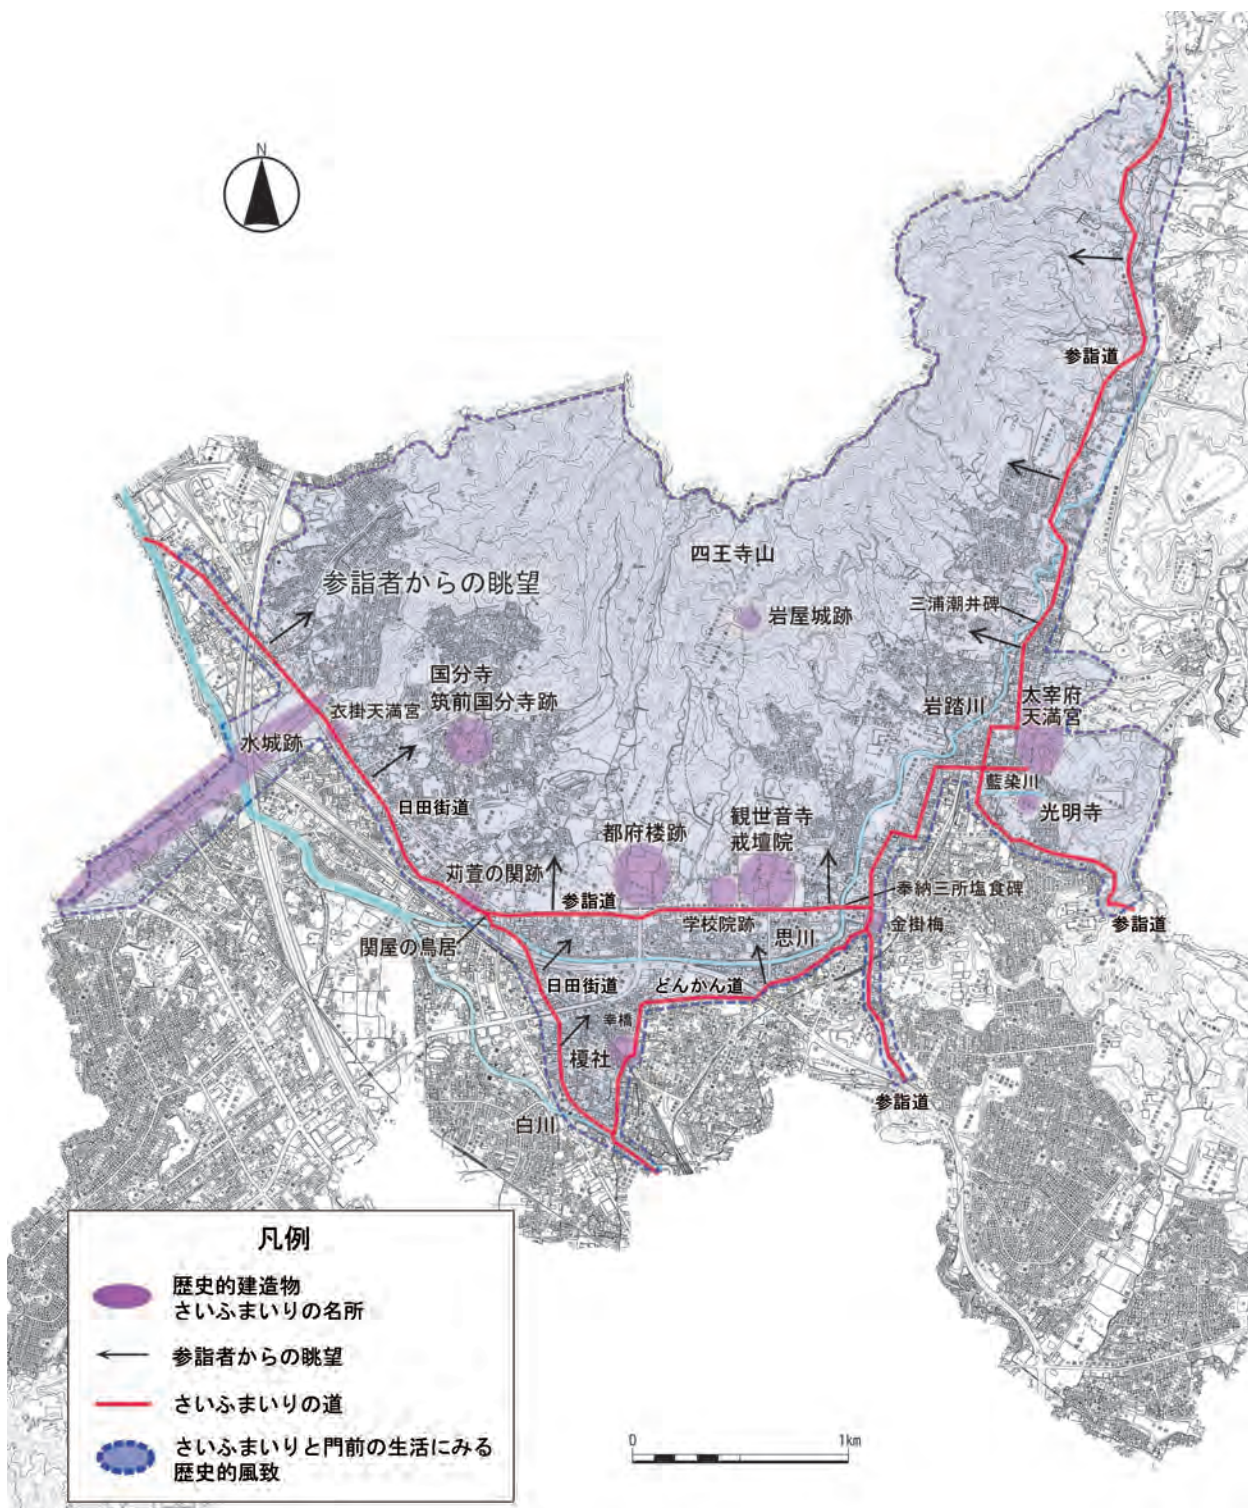 N
参詣道
四王寺山
参詣者からの眺望
岩屋城跡
三浦潮井碑
国分寺
筑前国分寺跡
衣掛天満宮
水城跡
岩踏川
太宰府
天満宮
藍染川
光明寺
日田街道
都府楼跡
観世音寺
戒壇院
苅萱の関跡
参詣道
学校院跡
奉納三所塩食碑
思川
金掛梅
参詣道
関屋の鳥居
日田街道
どんかん道
幸橋
榎社
参詣道
白川
凡例
歴史的建造物
さいふまいりの名所
参詣者からの眺望
さいふまいりの道
さいふまいりと門前の生活にみる
歴史的風致
0 1km